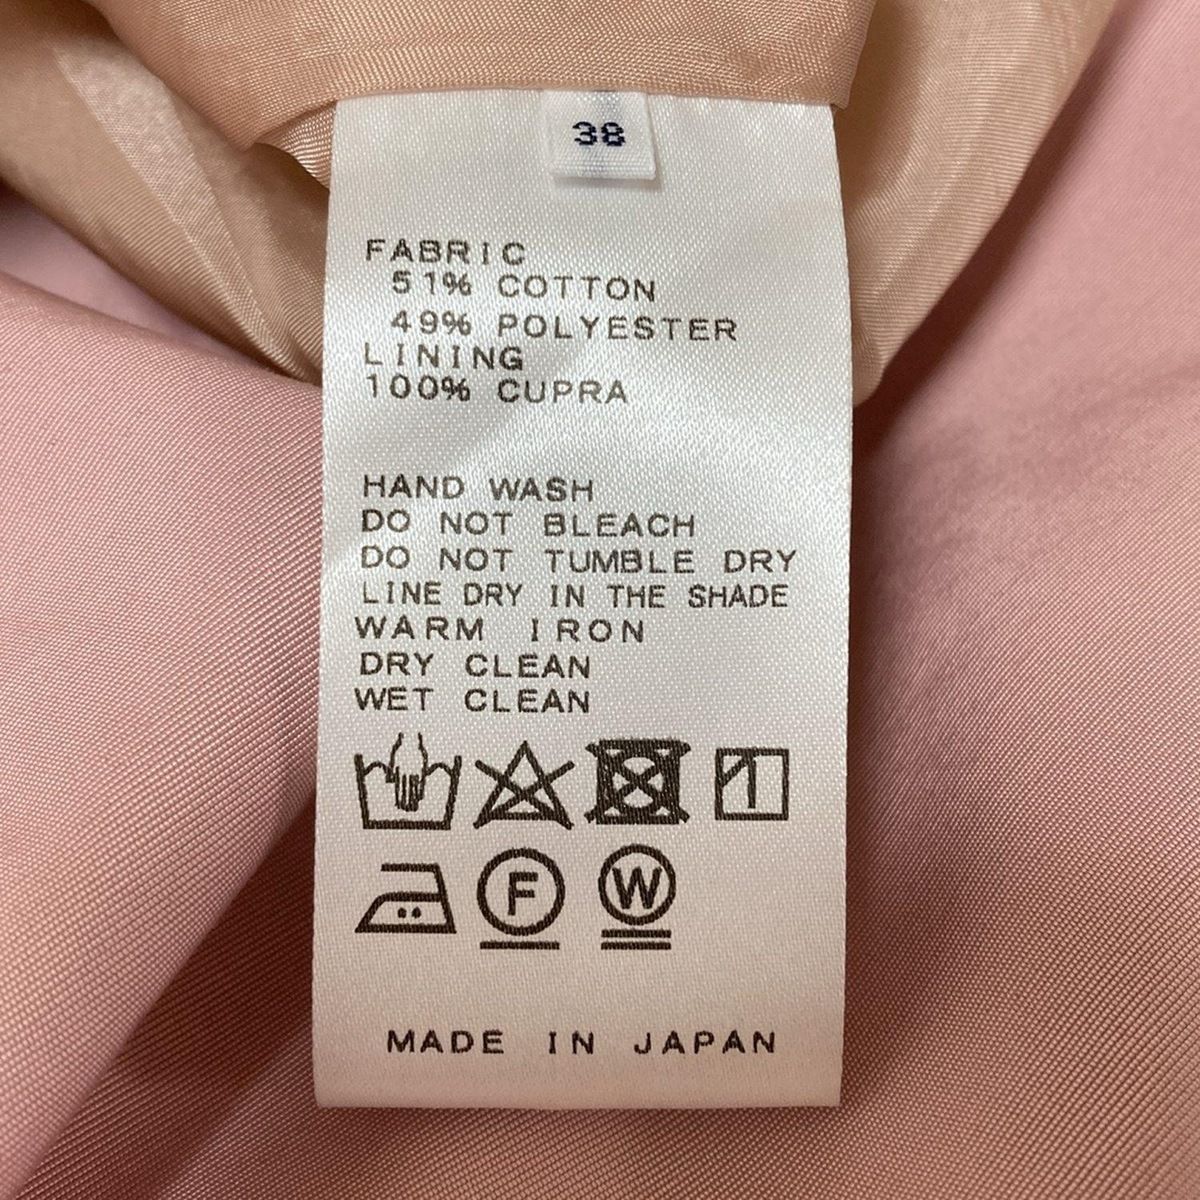 38
FABRIC
51% COTTON
49% POLYESTER
LINING
100% CUPRA
HAND WASH
DO NOT BLEACH
DO NOT TUMBLE DRY
LINE DRY IN THE SHADE
WARM IRON
DRY CLEAN
WET CLEAN
F W
MADE IN JAPAN